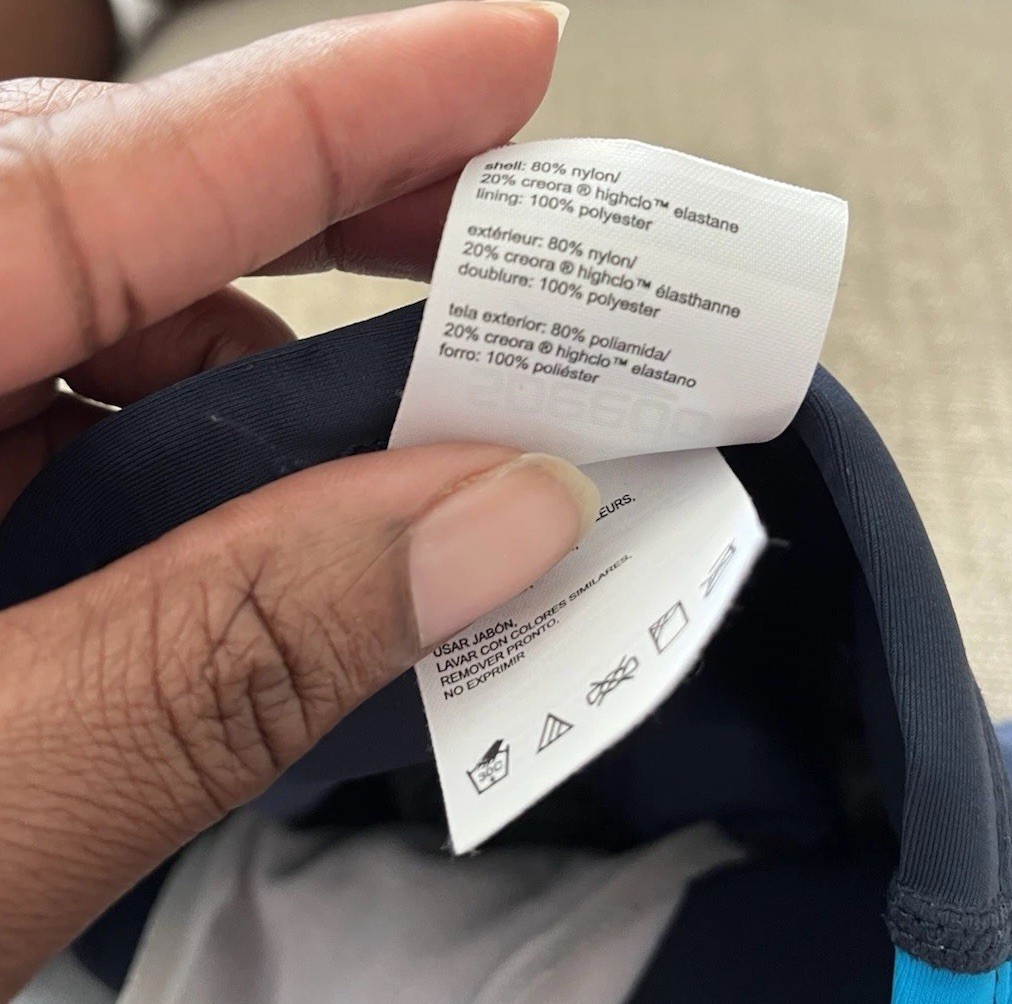 shell: 80% nylon/
20% creora ® highclo™ elastane
lining: 100% polyester
extérieur: 80% nylon/
20% creora ® highclo™ élasthanne
doublure: 100% polyester
tela exterior: 80% poliamida/
20% creora ® highclo™ elastano
forro: 100% poliéster
USAR JABÓN,
LAVAR CON COLORES SIMILARES,
REMOVER PRONTO,
NO EXPRIMIR
30C